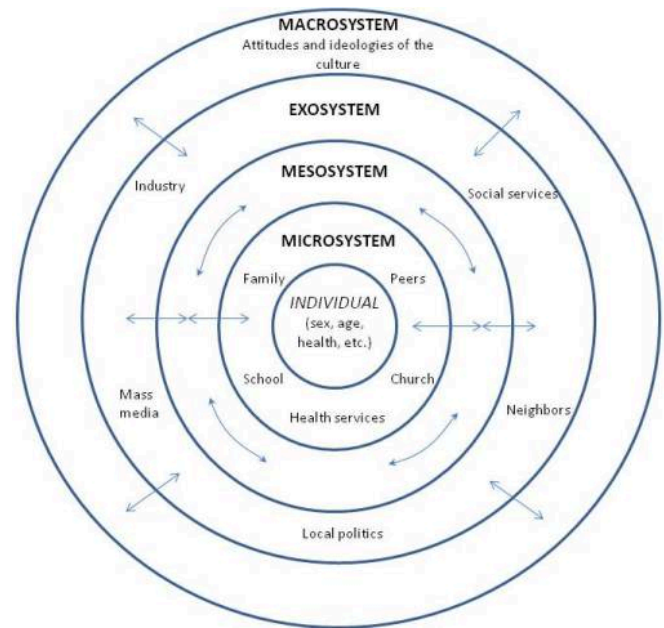 MACROSYSTEM
Attitudes and ideologies of the
culture
EXOSYSTEM
MESOSYSTEM
Industry
Social services
MICROSYSTEM
Family
Peers
INDIVIDUAL
(sex, age,
health, etc.)
School
Church
Mass
media
Health services
Neighbors
Local politics